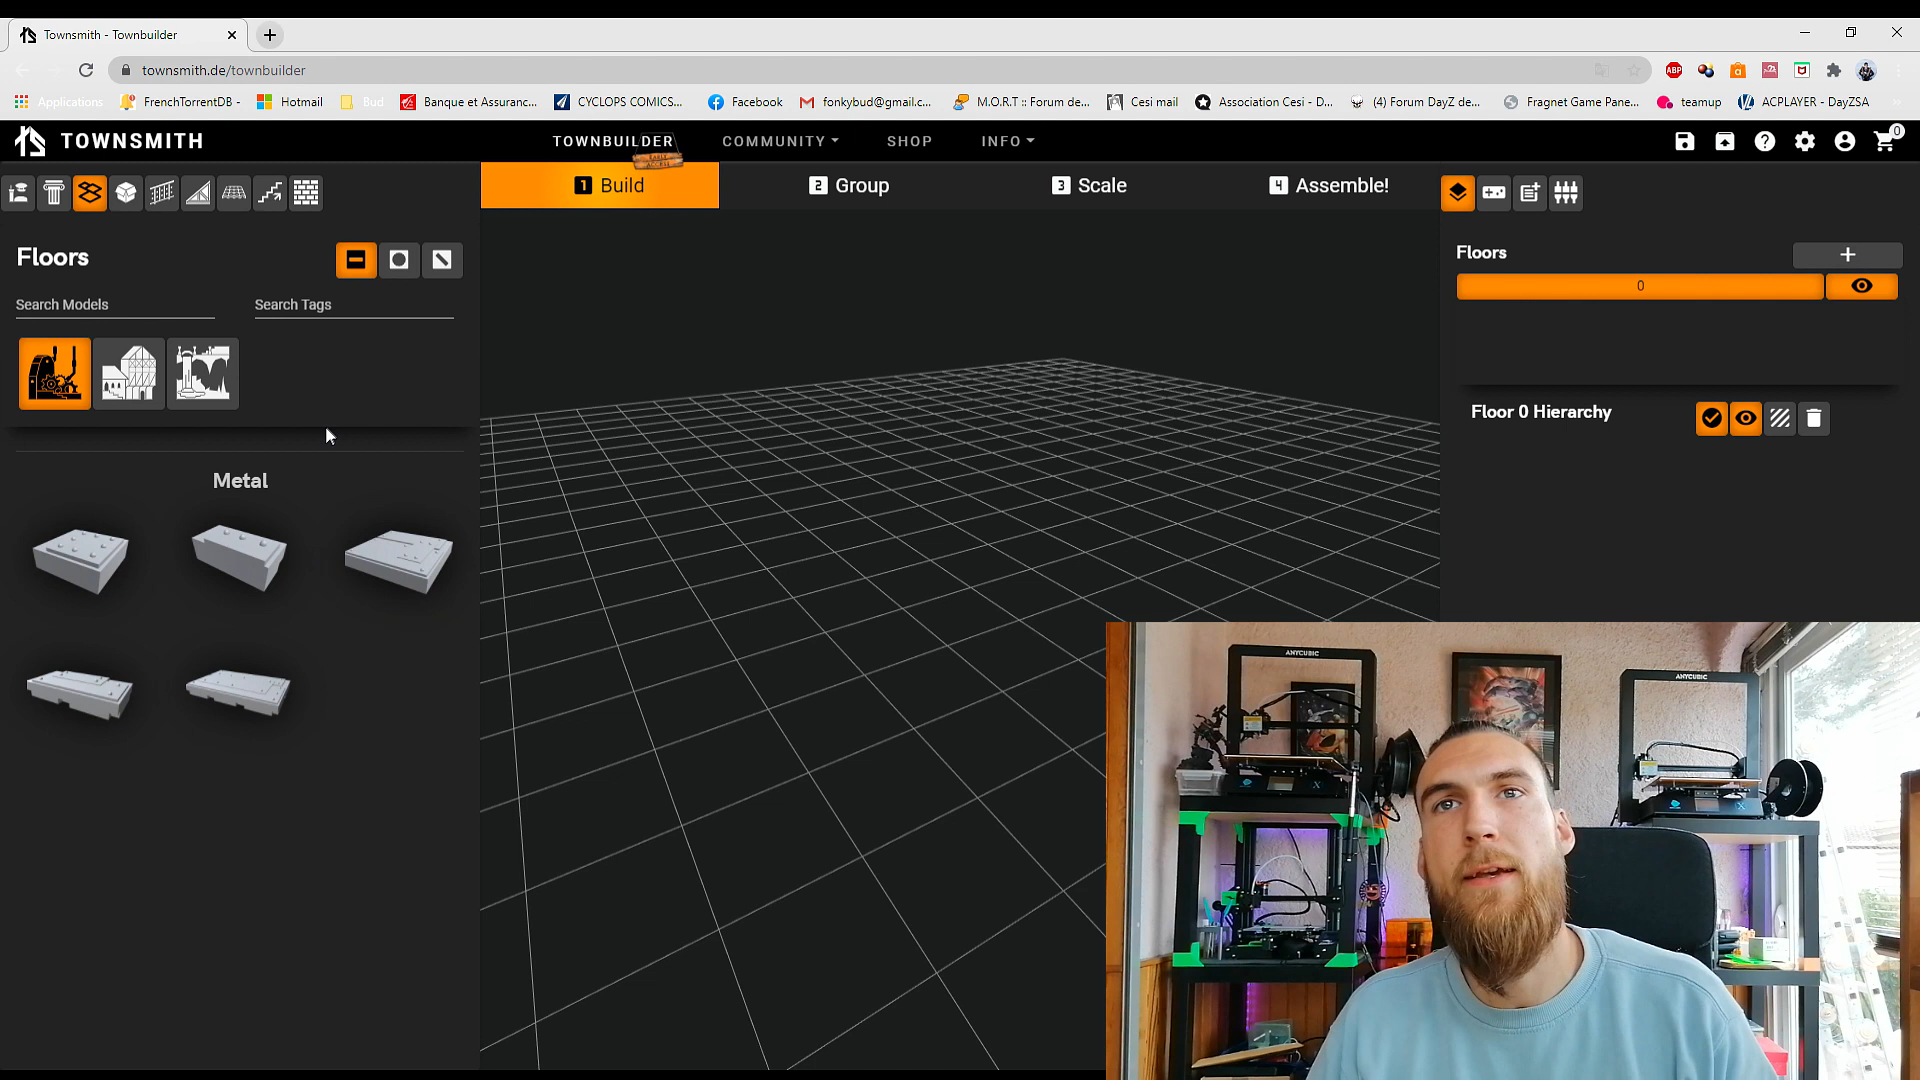 Townsmith - Townbuilder
townsmith.de/townbuilder
Applications
FrenchTorrentDB -
Hotmail
Bud
Banque et Assuranc...
CYCLOPS COMICS...
Facebook
fonkybud@gmail.c...
M.O.R.T :: Forum de...
Cesi mail
Association Cesi - D...
(4) Forum DayZ de...
Fragnet Game Pane...
teamup
ACPLAYER - DayZSA
TOWNSMITH
TOWNBUILDER
EARLY ACCESS
COMMUNITY
SHOP
INFO
0
1 Build
2 Group
3 Scale
4 Assemble!
Floors
Search Models
Search Tags
Metal
Floors
0
Floor 0 Hierarchy
ABP
ANYCUBIC
ANYCUBIC